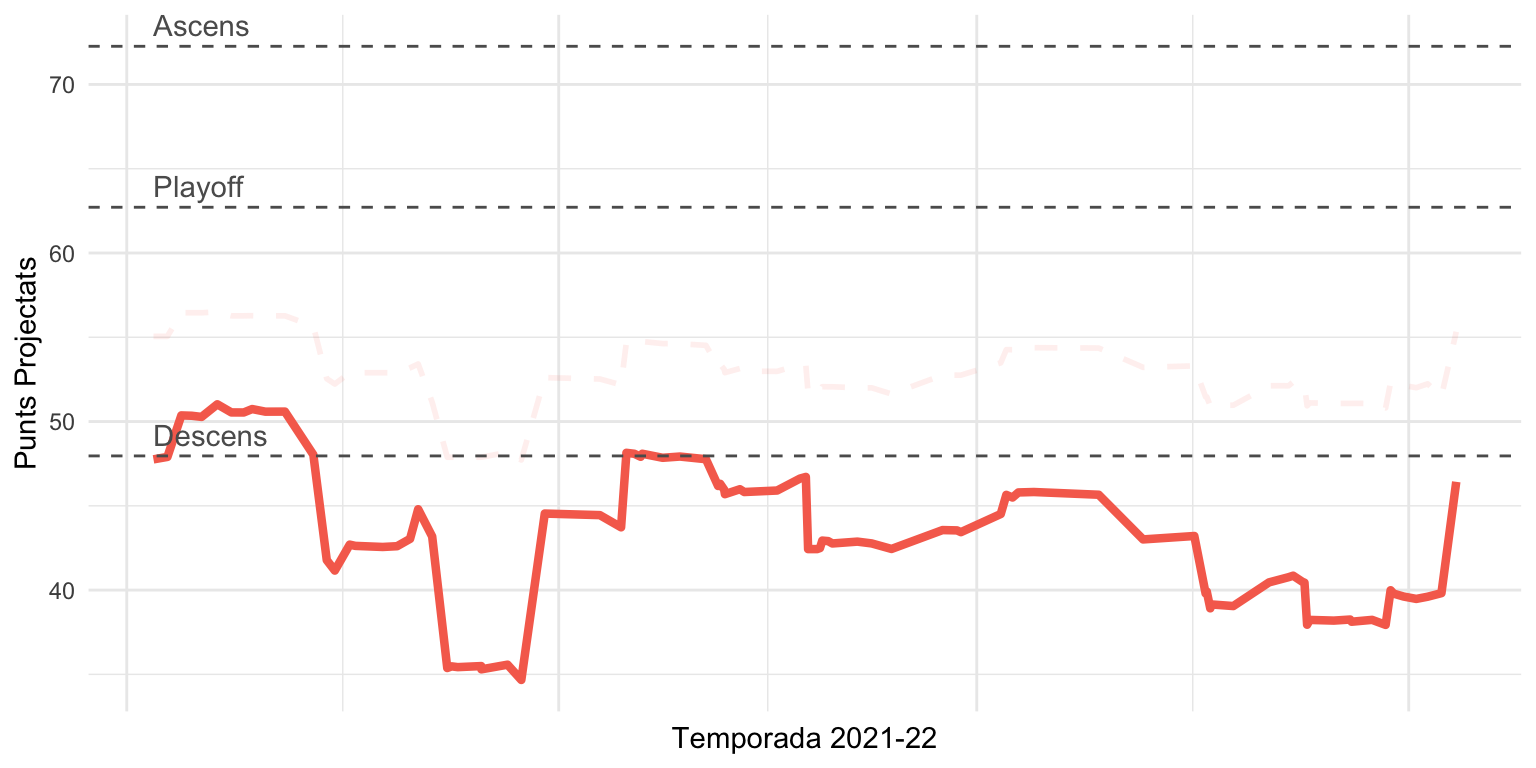 Ascens
70
Playoff
60
50
Descens
40
Punts Projectats
Temporada 2021-22